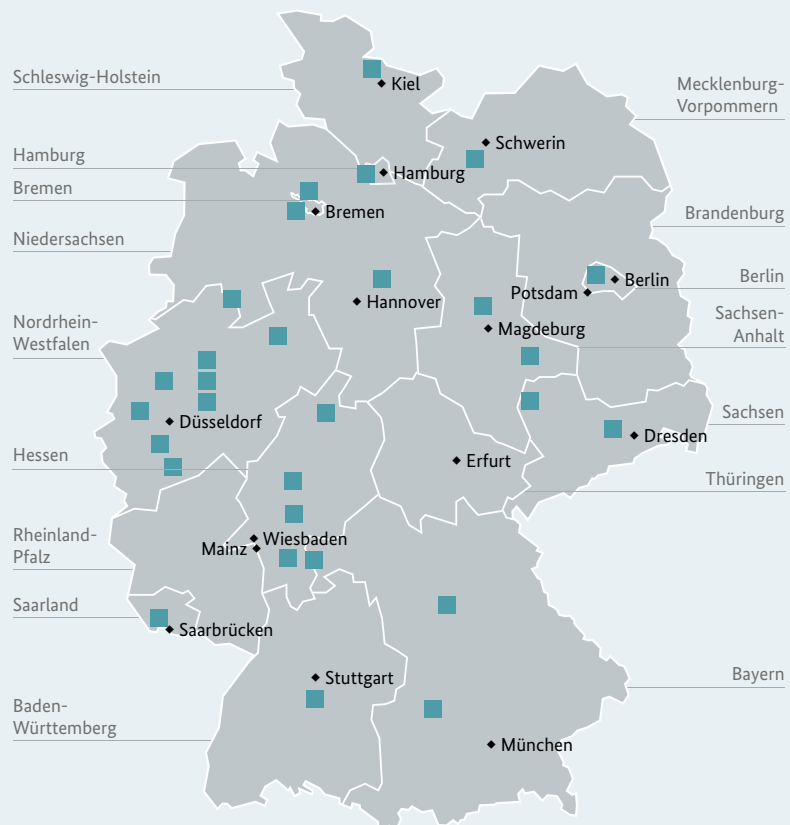 Schleswig-Holstein
Kiel
Mecklenburg-
Vorpommern
Schwerin
Hamburg
Hamburg
Bremen
Bremen
Brandenburg
Niedersachsen
Berlin
Berlin
Potsdam
Hannover
Sachsen-
Anhalt
Nordrhein-
Westfalen
Magdeburg
Düsseldorf
Sachsen
Dresden
Hessen
Erfurt
Thüringen
Rheinland-
Pfalz
Wiesbaden
Mainz
Saarland
Saarbrücken
Stuttgart
Bayern
Baden-
Württemberg
München